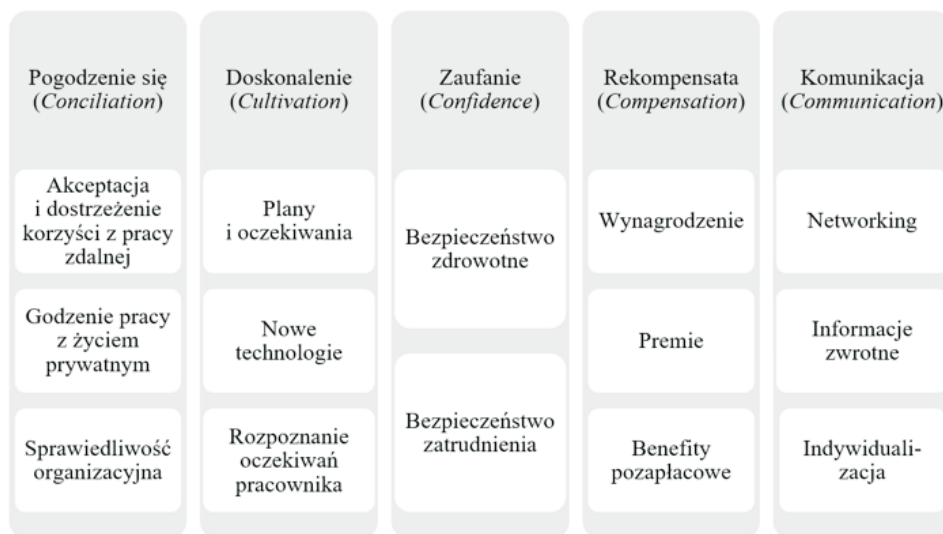 Pogodzenie się
(Conciliation)
Akceptacja
i dostrzeżenie
korzyści z pracy
zdalnej
Godzenie pracy
z życiem
prywatnym
Sprawiedliwość
organizacyjna
Doskonalenie
(Cultivation)
Plany
i oczekiwania
Nowe
technologie
Rozpoznanie
oczekiwań
pracownika
Zaufanie
(Confidence)
Bezpieczeństwo
zdrowotne
Bezpieczeństwo
zatrudnienia
Rekompensata
(Compensation)
Wynagrodzenie
Premie
Benefity
pozapłacowe
Komunikacja
(Communication)
Networking
Informacje
zwrotne
Indywiduali-
zacja